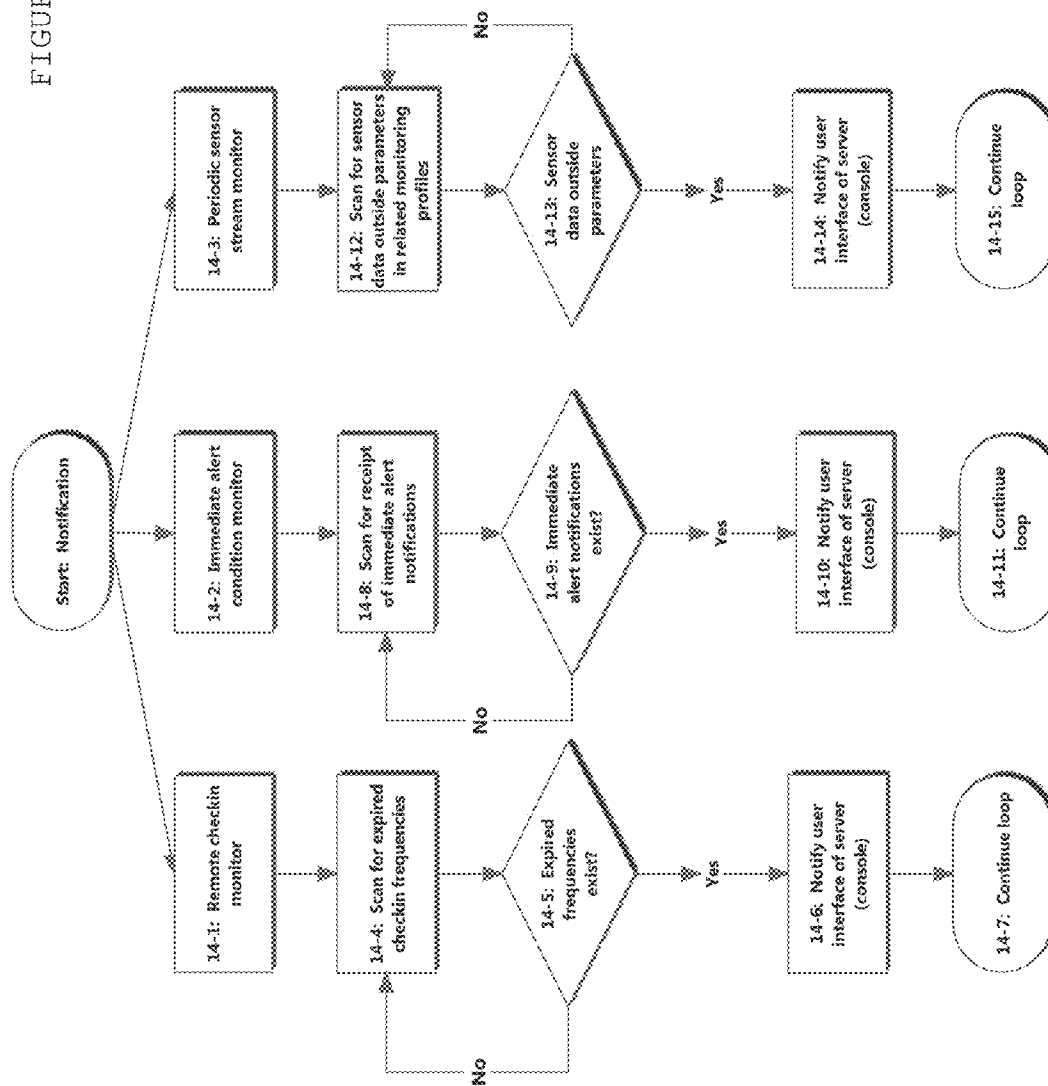 FIGUR
Start: Notification
14-1: Remote checkin
monitor
14-4: Scan for expired
checkin frequencies
14-5: Expired
frequencies
exist?
No
Yes
14-6: Notify user
interface of server
(console)
14-7: Continue loop
14-2: Immediate alert
condition monitor
14-8: Scan for receipt
of immediate alert
notifications
14-9: Immediate
alert notifications
exist?
No
Yes
14-10: Notify user
interface of server
(console)
14-11: Continue
loop
14-3: Periodic sensor
stream monitor
14-12: Scan for sensor
data outside parameters
in related monitoring
profiles
14-13: Sensor
data outside
parameters
No
Yes
14-14: Notify user
interface of server
(console)
14-15: Continue
loop